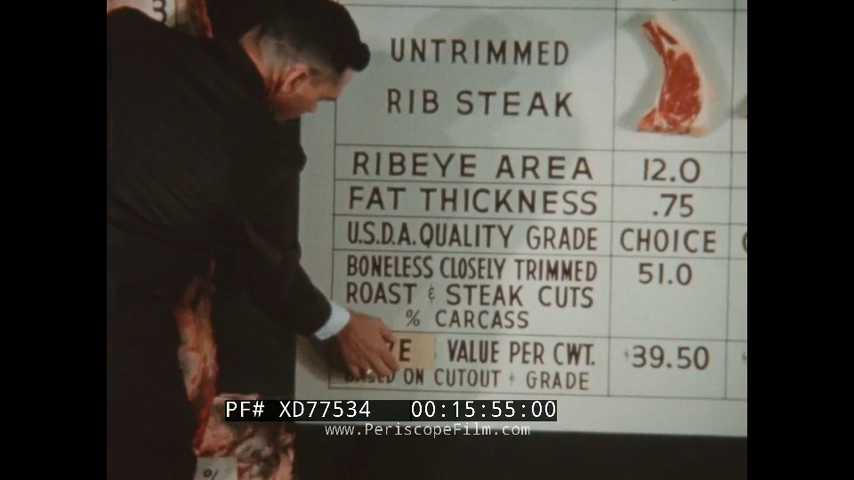 3
UNTRIMMED
RIB STEAK
RIBEYE AREA 12.0
FAT THICKNESS .75
U.S.D.A. QUALITY GRADE CHOICE
BONELESS CLOSELY TRIMMED 51.0
ROAST & STEAK CUTS
% CARCASS
VALUE PER CWT. $39.50
BASED ON CUTOUT + GRADE
PF# XD77534 00:15:55:00
www.PeriscopeFilm.com
%